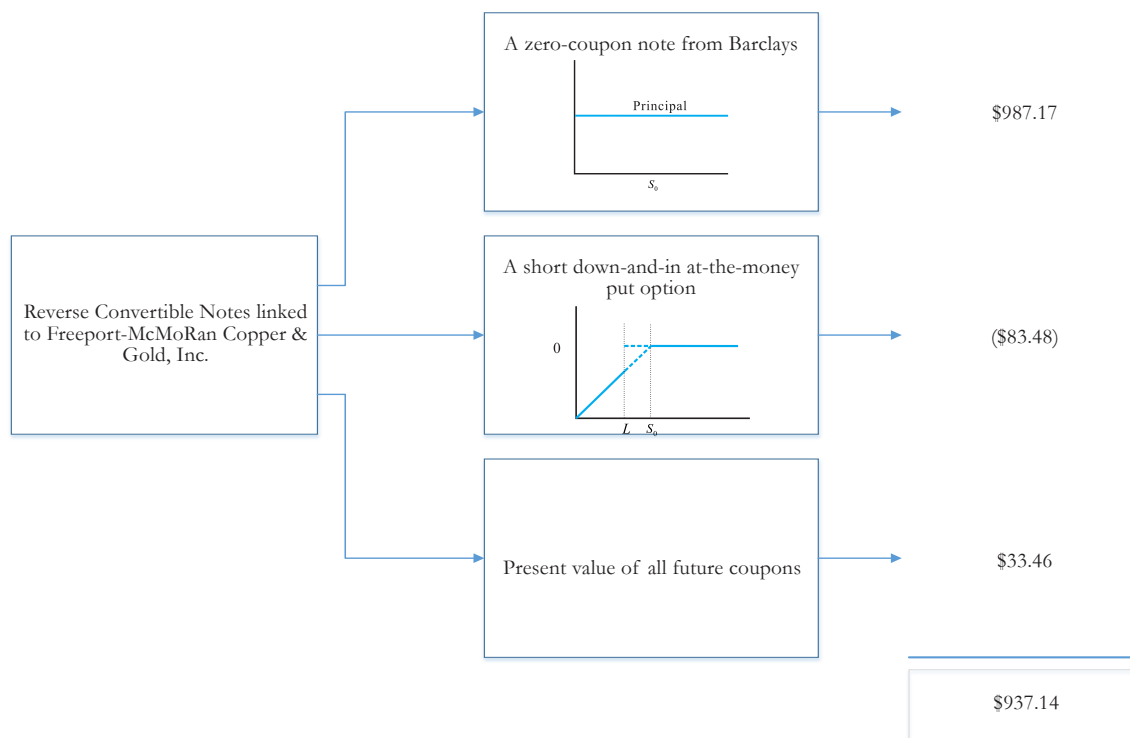 A zero-coupon note from Barclays
Principal
S0
$987.17
Reverse Convertible Notes linked
to Freeport-McMoRan Copper &
Gold, Inc.
A short down-and-in at-the-money
put option
0
L S0
($83.48)
Present value of all future coupons
$33.46
$937.14